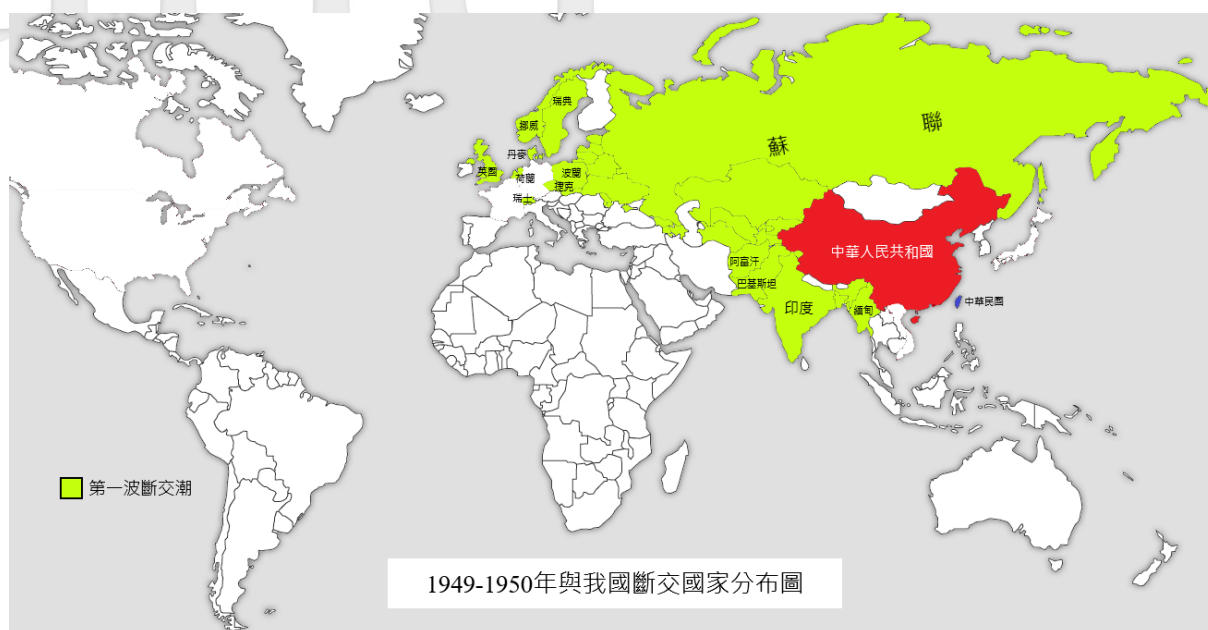 瑞典
挪威
蘇
聯
丹麥
英國
荷蘭
波蘭
捷克
瑞士
中華人民共和國
阿富汗
巴基斯坦
印度
緬甸
中華民國
第一波斷交潮
1949-1950年與我國斷交國家分布圖